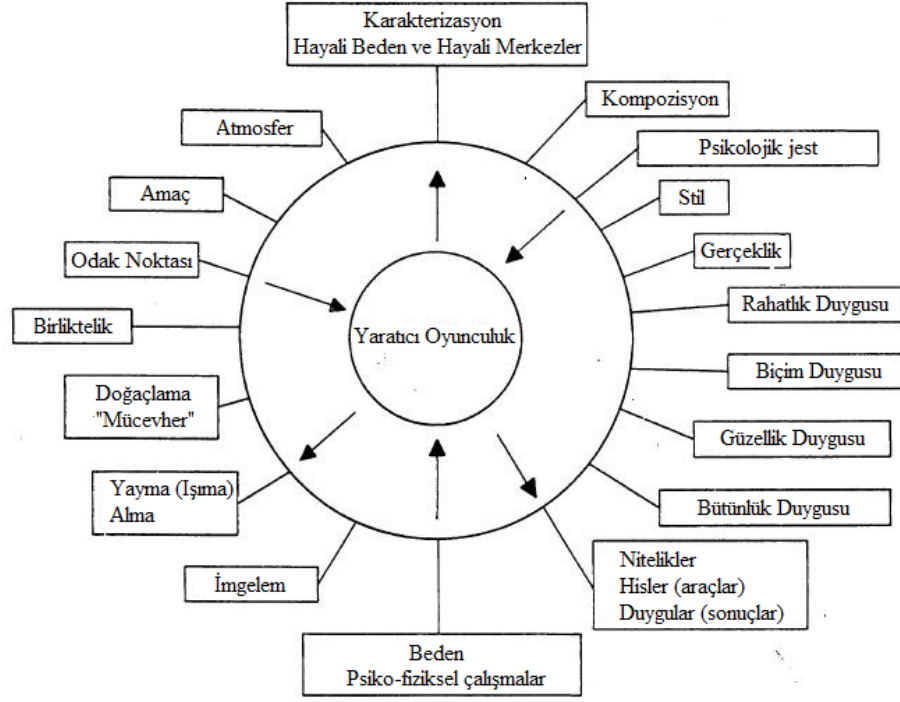 Karakterizasyon
Hayali Beden ve Hayali Merkezler
Kompozisyon
Atmosfer
Psikolojik jest
Amaç
Stil
Odak Noktası
Gerçeklik
Rahatlık Duygusu
Birliktelik
Yaratıcı Oyunculuk
Biçim Duygusu
Doğaçlama
"Mücevher"
Güzellik Duygusu
Yayma (Işıma)
Alma
Bütünlük Duygusu
İmgelem
Nitelikler
Hisler (araçlar)
Duygular (sonuçlar)
Beden
Psiko-fiziksel çalışmalar